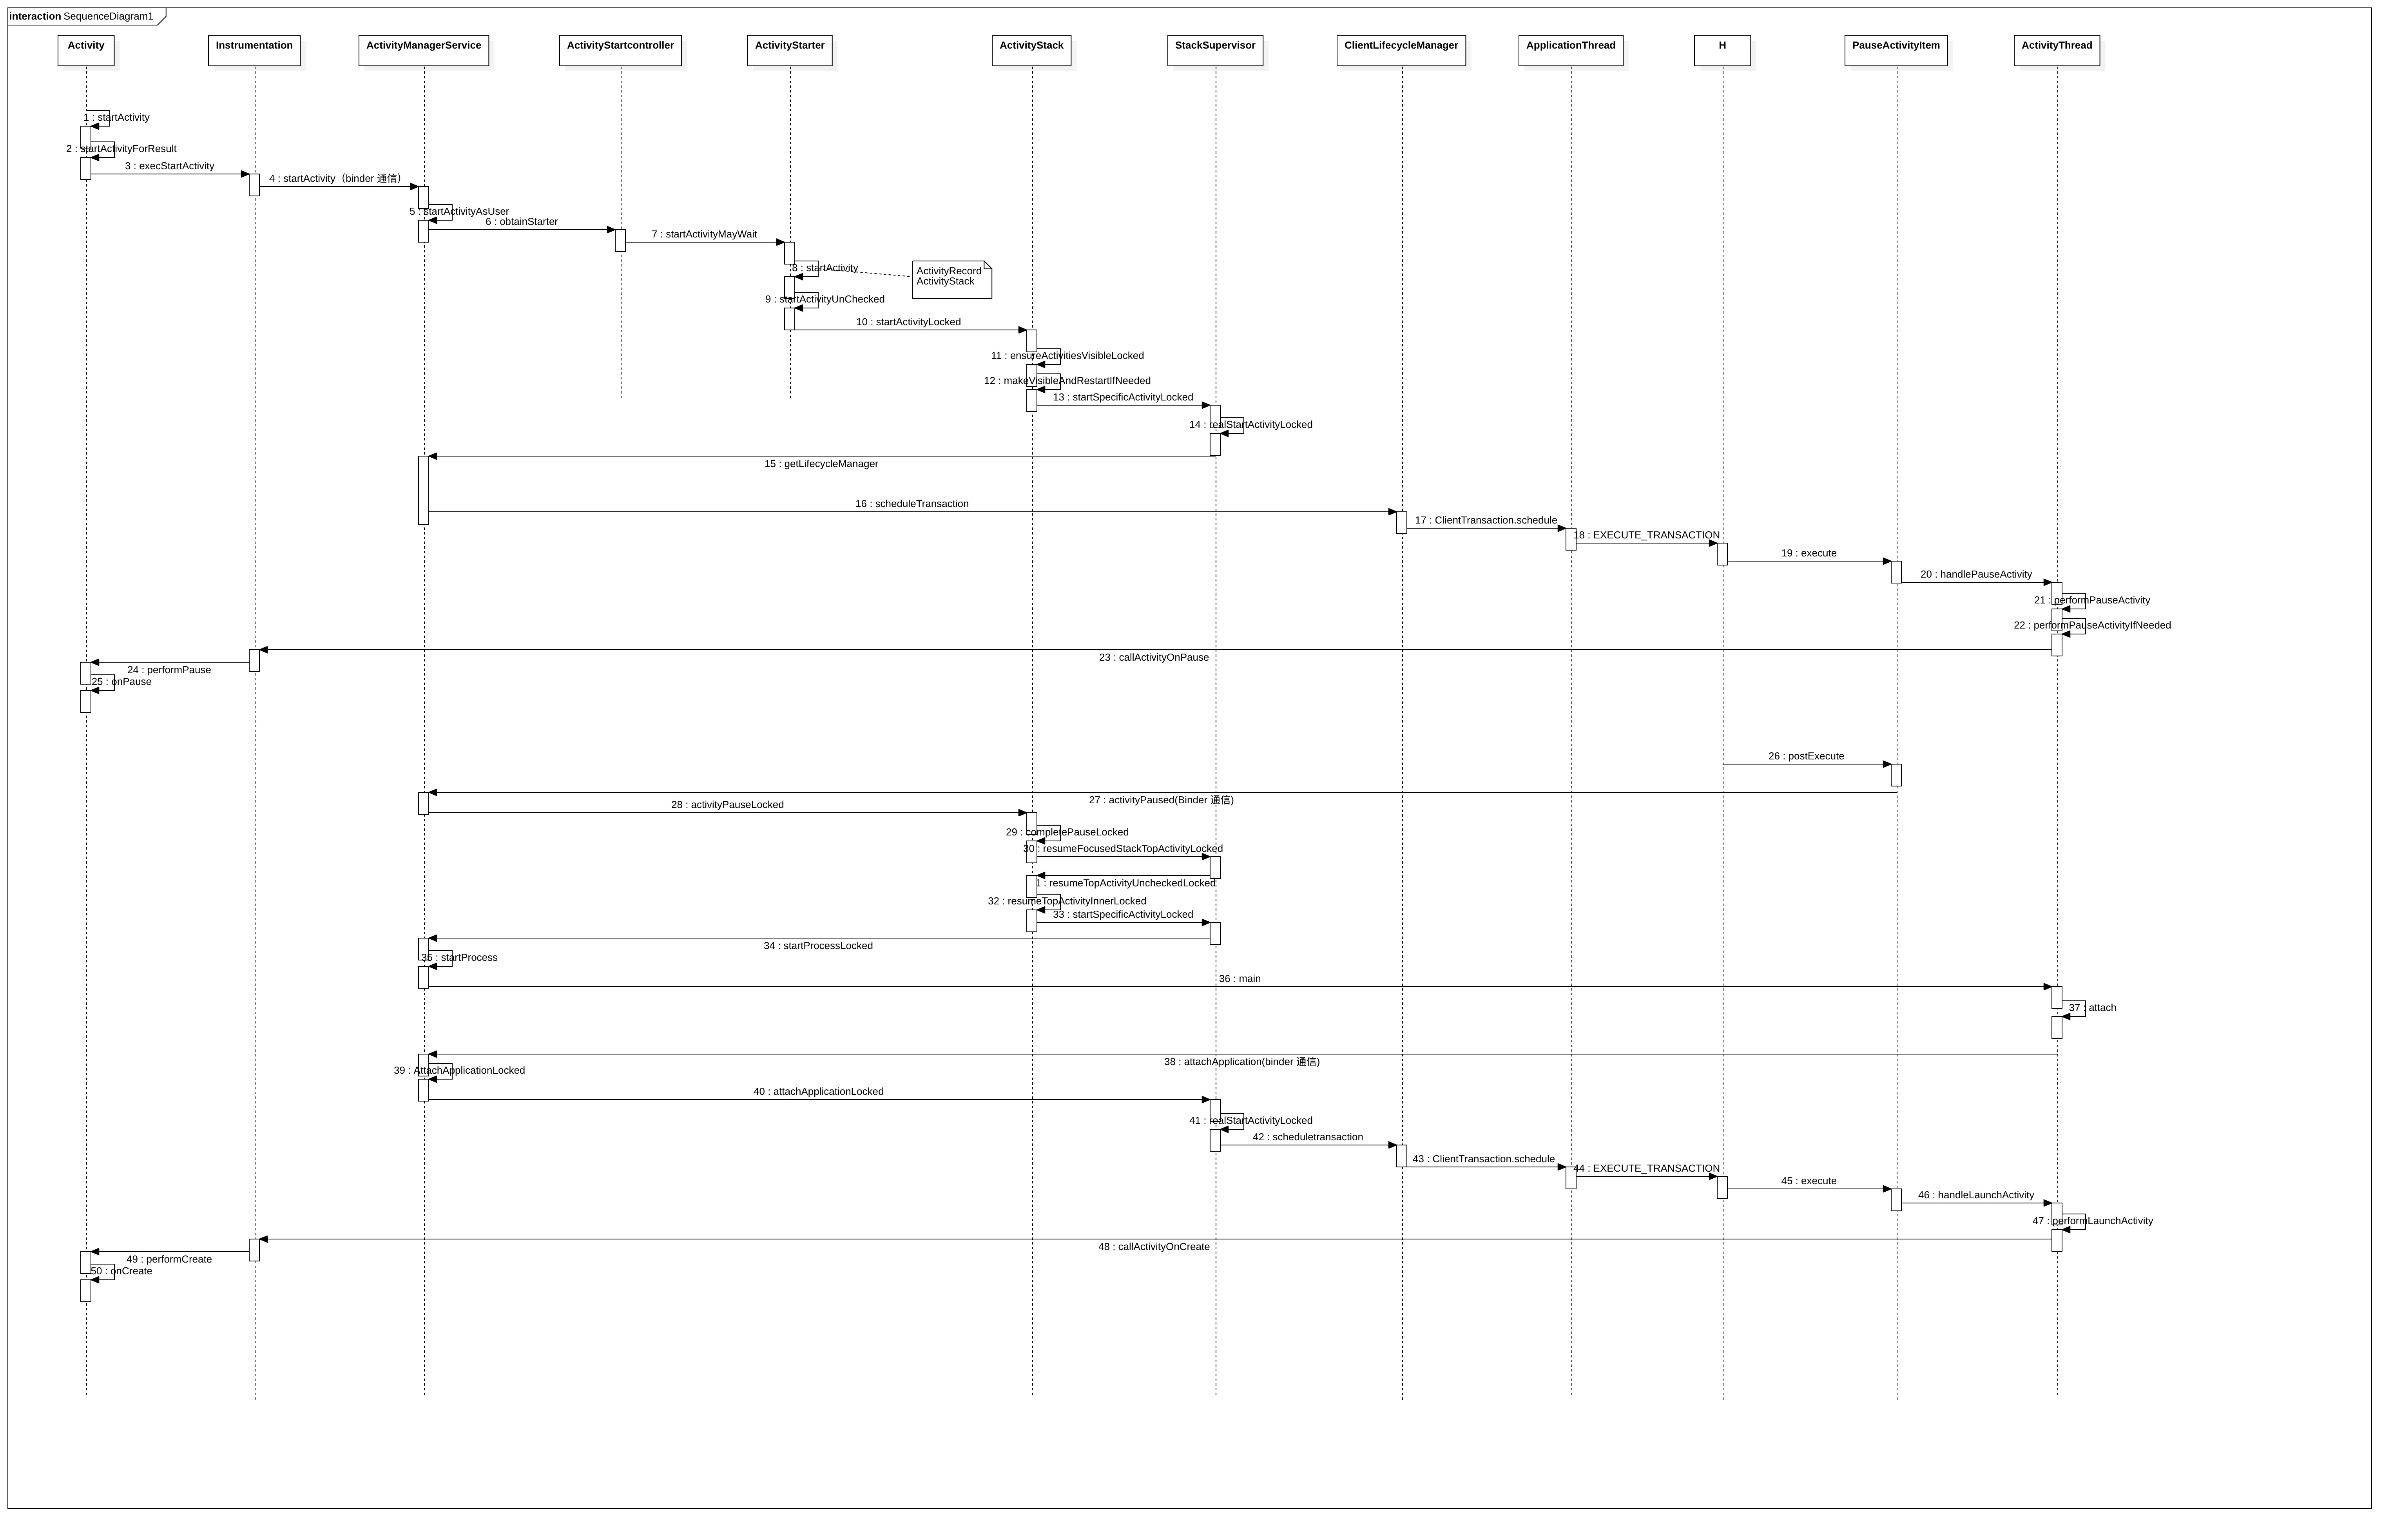 interaction SequenceDiagram1
Activity
Instrumentation
ActivityManagerService
ActivityStartcontroller
ActivityStarter
ActivityStack
StackSupervisor
ClientLifecycleManager
ApplicationThread
H
PauseActivityItem
ActivityThread
1 : startActivity
2 : startActivityForResult
3 : execStartActivity
4 : startActivity（binder 通信）
5 : startActivityAsUser
6 : obtainStarter
7 : startActivityMayWait
8 : startActivity
ActivityRecord
ActivityStack
9 : startActivityUnChecked
10 : startActivityLocked
11 : ensureActivitiesVisibleLocked
12 : makeVisibleAndRestartIfNeeded
13 : startSpecificActivityLocked
14 : realStartActivityLocked
15 : getLifecycleManager
16 : scheduleTransaction
17 : ClientTransaction.schedule
18 : EXECUTE_TRANSACTION
19 : execute
20 : handlePauseActivity
21 : performPauseActivity
22 : performPauseActivityIfNeeded
23 : callActivityOnPause
24 : performPause
25 : onPause
26 : postExecute
27 : activityPaused(Binder 通信)
28 : activityPauseLocked
29 : completePauseLocked
30 : resumeFocusedStackTopActivityLocked
1 : resumeTopActivityUncheckedLocked
32 : resumeTopActivityInnerLocked
33 : startSpecificActivityLocked
34 : startProcessLocked
35 : startProcess
36 : main
37 : attach
38 : attachApplication(binder 通信)
39 : AttachApplicationLocked
40 : attachApplicationLocked
41 : realStartActivityLocked
42 : scheduletransaction
43 : ClientTransaction.schedule
44 : EXECUTE_TRANSACTION
45 : execute
46 : handleLaunchActivity
47 : performLaunchActivity
48 : callActivityOnCreate
49 : performCreate
50 : onCreate